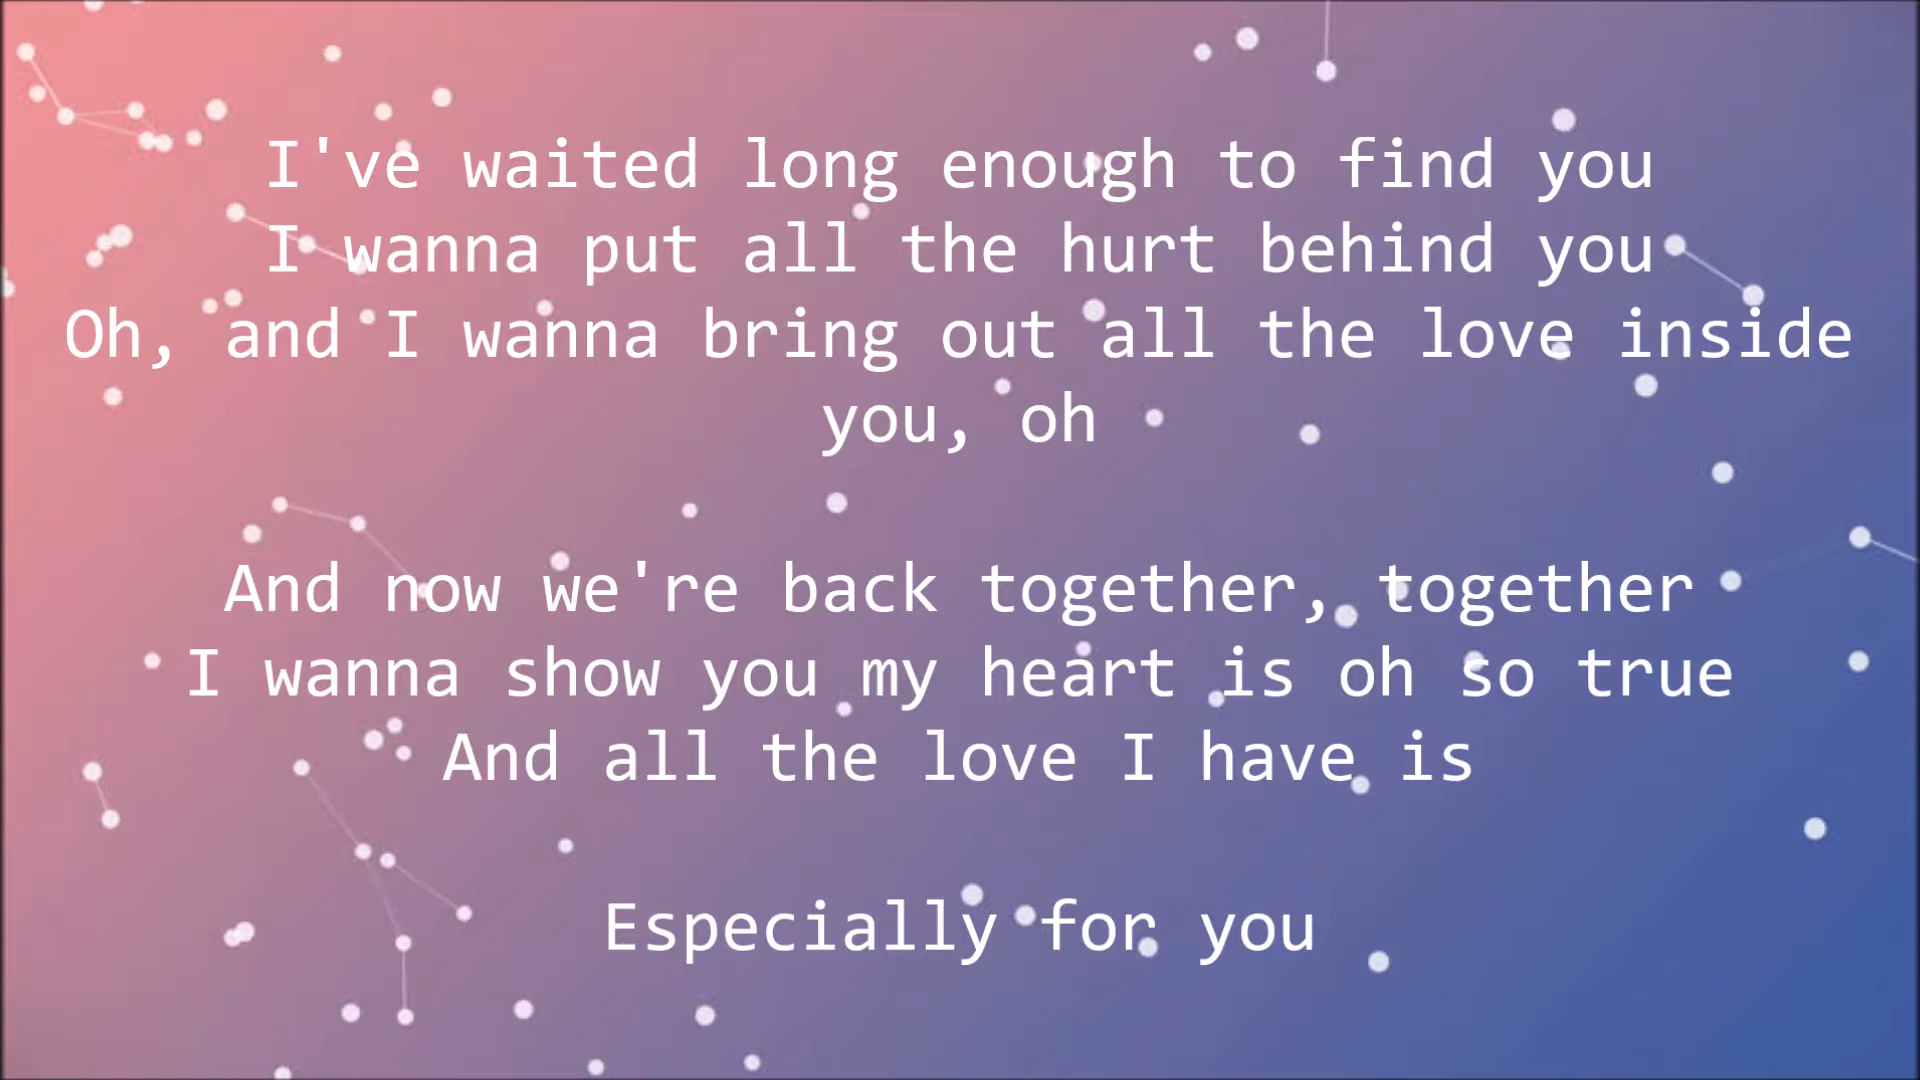 I've waited long enough to find you
I wanna put all the hurt behind you
Oh, and I wanna bring out all the love inside
you, oh
And now we're back together, together
I wanna show you my heart is oh so true
And all the love I have is
Especially for you